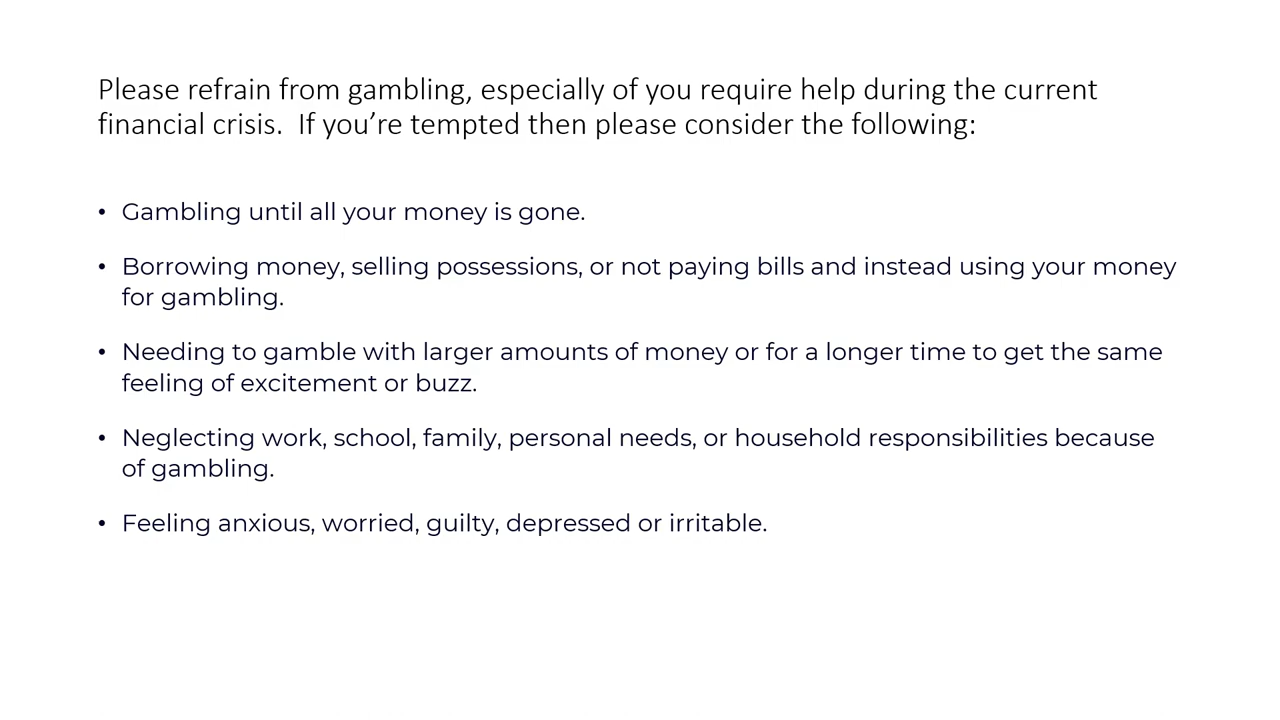 Please refrain from gambling, especially of you require help during the current
financial crisis.  If you’re tempted then please consider the following:
• Gambling until all your money is gone.
• Borrowing money, selling possessions, or not paying bills and instead using your money
for gambling.
• Needing to gamble with larger amounts of money or for a longer time to get the same
feeling of excitement or buzz.
• Neglecting work, school, family, personal needs, or household responsibilities because
of gambling.
• Feeling anxious, worried, guilty, depressed or irritable.